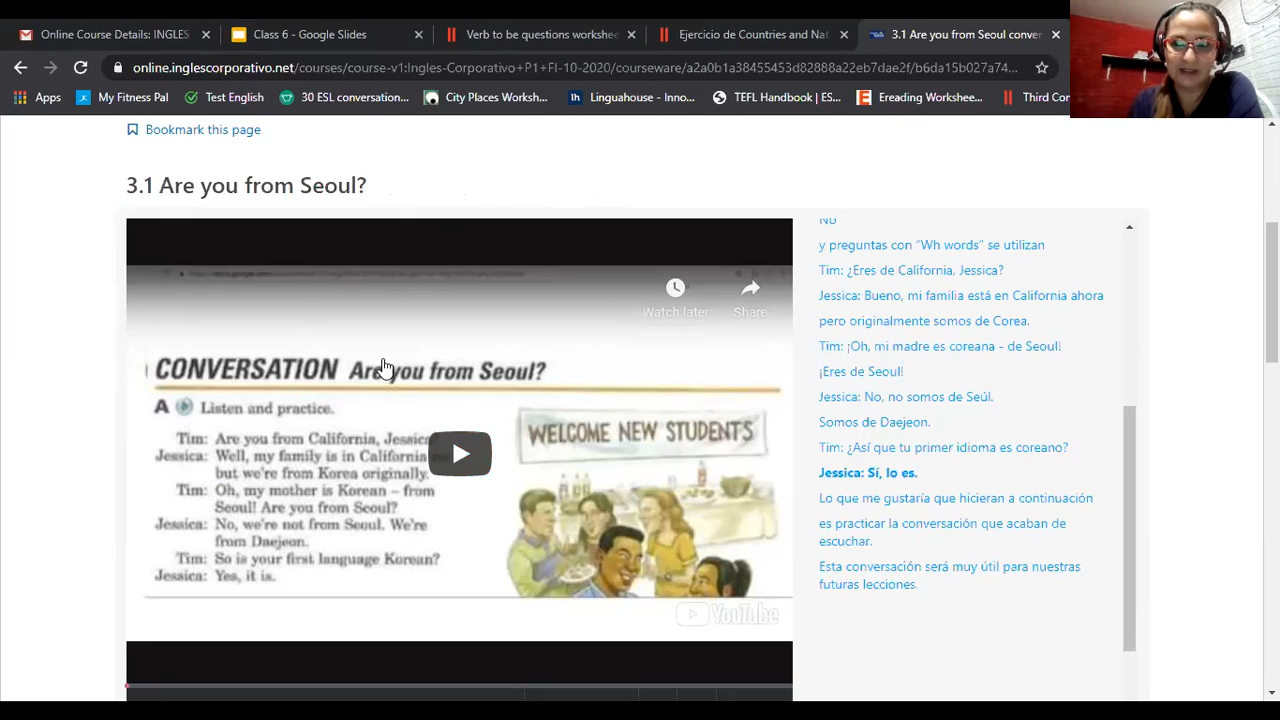 Online Course Details: INGLES
Class 6 - Google Slides
Verb to be questions workshee
Ejercicio de Countries and Nat
3.1 Are you from Seoul conver
online.inglescorporativo.net/courses/course-v1:Ingles-Corporativo+P1+FI-10-2020/courseware/a2a0b1a38455453d82888a22eb7dae2f/b6da15b027a74...
Apps
My Fitness Pal
Test English
30 ESL conversation...
City Places Worksh...
Linguahouse - Inno...
TEFL Handbook | ES...
Ereading Workshee...
Third Con
Bookmark this page
3.1 Are you from Seoul?
Watch later
Share
CONVERSATION Are you from Seoul?
A Listen and practice.
Tim: Are you from California, Jessica
Jessica: Well, my family is in California
but we're from Korea originally.
Tim: Oh, my mother is Korean – from
Seoul! Are you from Seoul?
Jessica: No, we're not from Seoul. We're
from Daejeon.
Tim: So is your first language Korean?
Jessica: Yes, it is.
WELCOME NEW STUDENTS
YouTube
No
y preguntas con "Wh words" se utilizan
Tim: ¿Eres de California, Jessica?
Jessica: Bueno, mi familia está en California ahora
pero originalmente somos de Corea.
Tim: ¡Oh, mi madre es coreana - de Seoul!
¡Eres de Seoul!
Jessica: No, no somos de Seúl.
Somos de Daejeon.
Tim: ¿Así que tu primer idioma es coreano?
Jessica: Sí, lo es.
Lo que me gustaría que hicieran a continuación
es practicar la conversación que acaban de
escuchar.
Esta conversación será muy útil para nuestras
futuras lecciones.